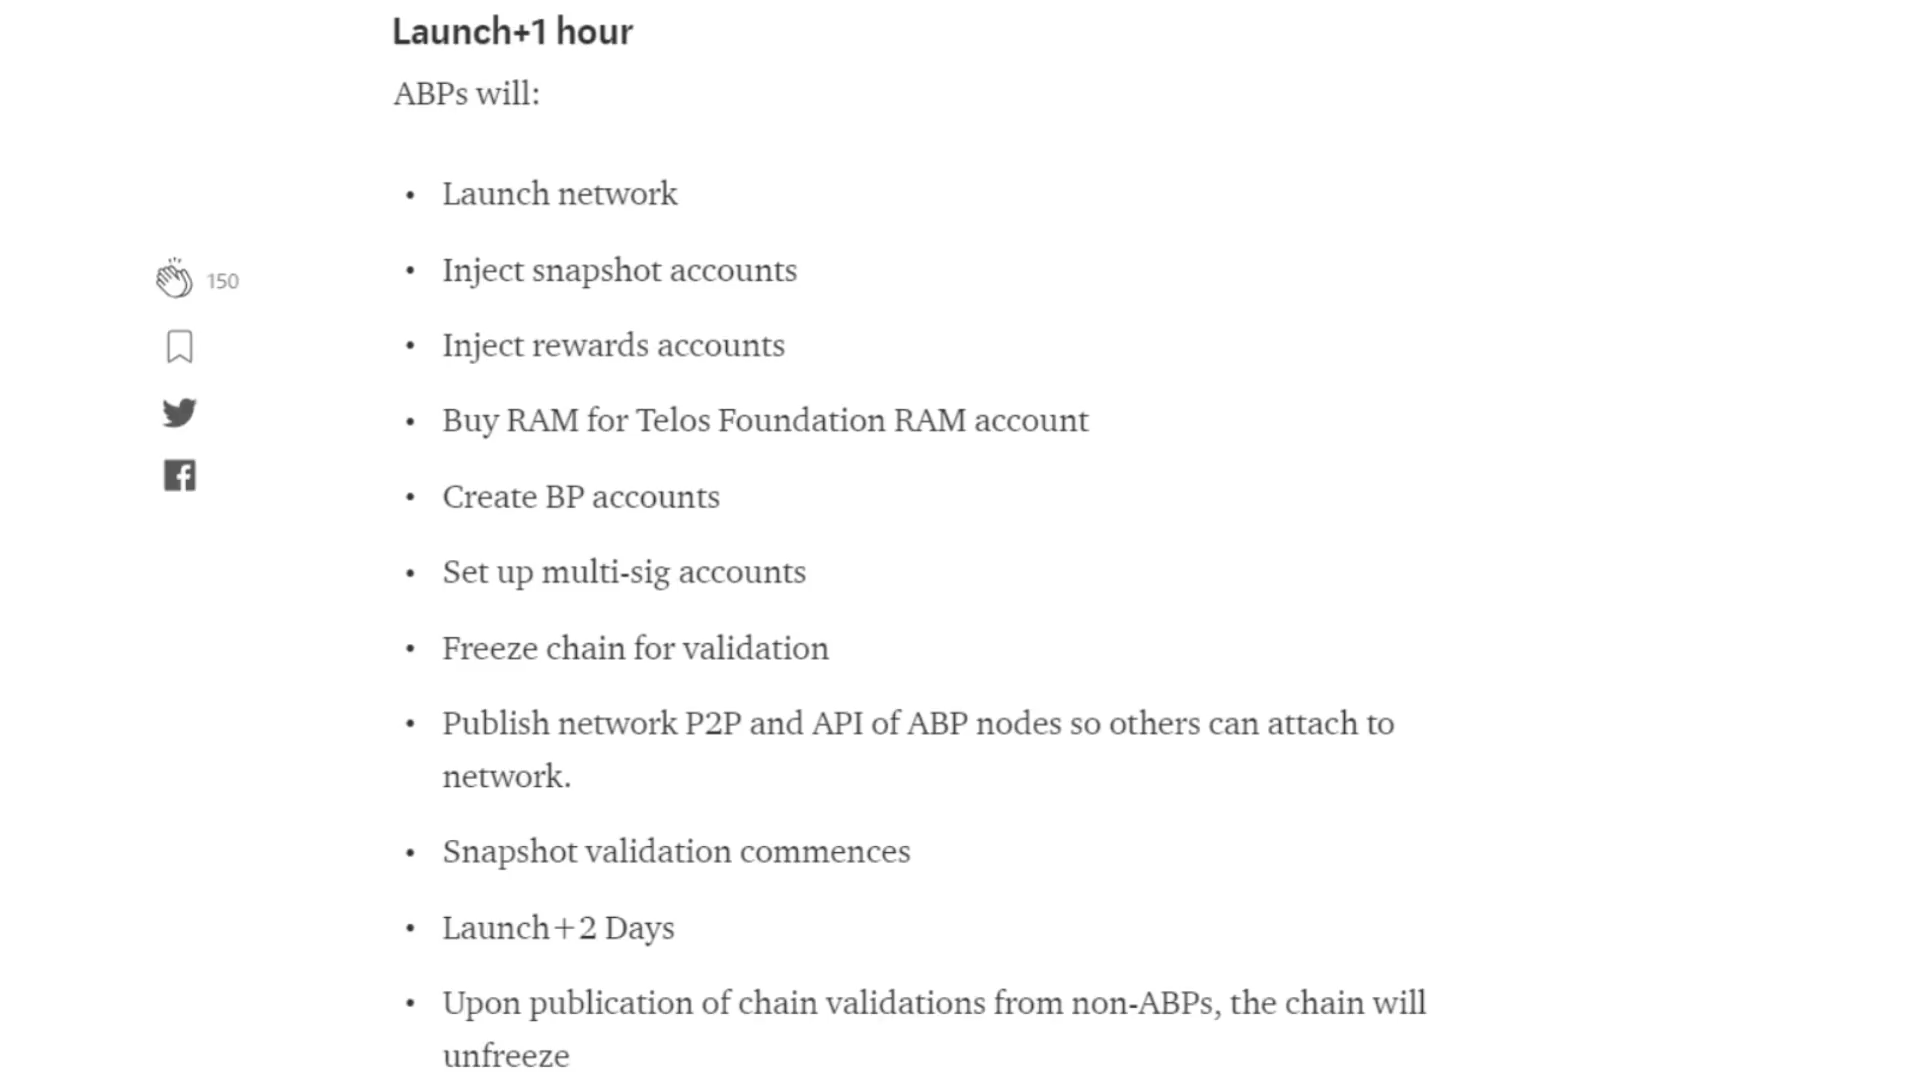 Launch+1 hour
ABPs will:
• Launch network
• Inject snapshot accounts
150
• Inject rewards accounts
• Buy RAM for Telos Foundation RAM account
• Create BP accounts
• Set up multi-sig accounts
• Freeze chain for validation
• Publish network P2P and API of ABP nodes so others can attach to
network.
• Snapshot validation commences
• Launch+2 Days
• Upon publication of chain validations from non-ABPs, the chain will
unfreeze